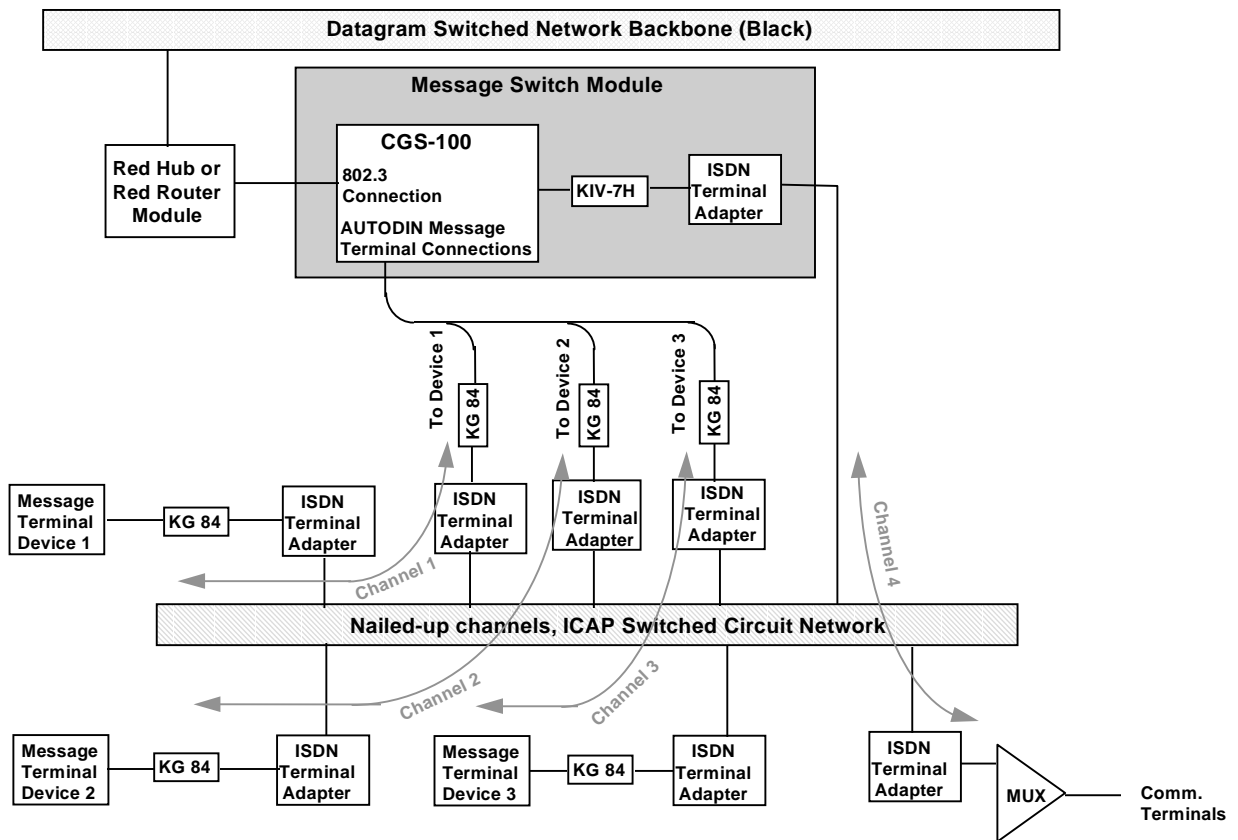 Datagram Switched Network Backbone (Black)
Message Switch Module
CGS-100
802.3
Connection
AUTODIN Message
Terminal Connections
Red Hub or
Red Router
Module
KIV-7H
ISDN
Terminal
Adapter
To Device 1
To Device 2
To Device 3
KG 84
KG 84
KG 84
Message
Terminal
Device 1
KG 84
ISDN
Terminal
Adapter
ISDN
Terminal
Adapter
ISDN
Terminal
Adapter
ISDN
Terminal
Adapter
Channel 1
Channel 4
Nailed-up channels, ICAP Switched Circuit Network
Channel 2
Channel 3
Message
Terminal
Device 2
KG 84
ISDN
Terminal
Adapter
Message
Terminal
Device 3
KG 84
ISDN
Terminal
Adapter
ISDN
Terminal
Adapter
MUX
Comm.
Terminals